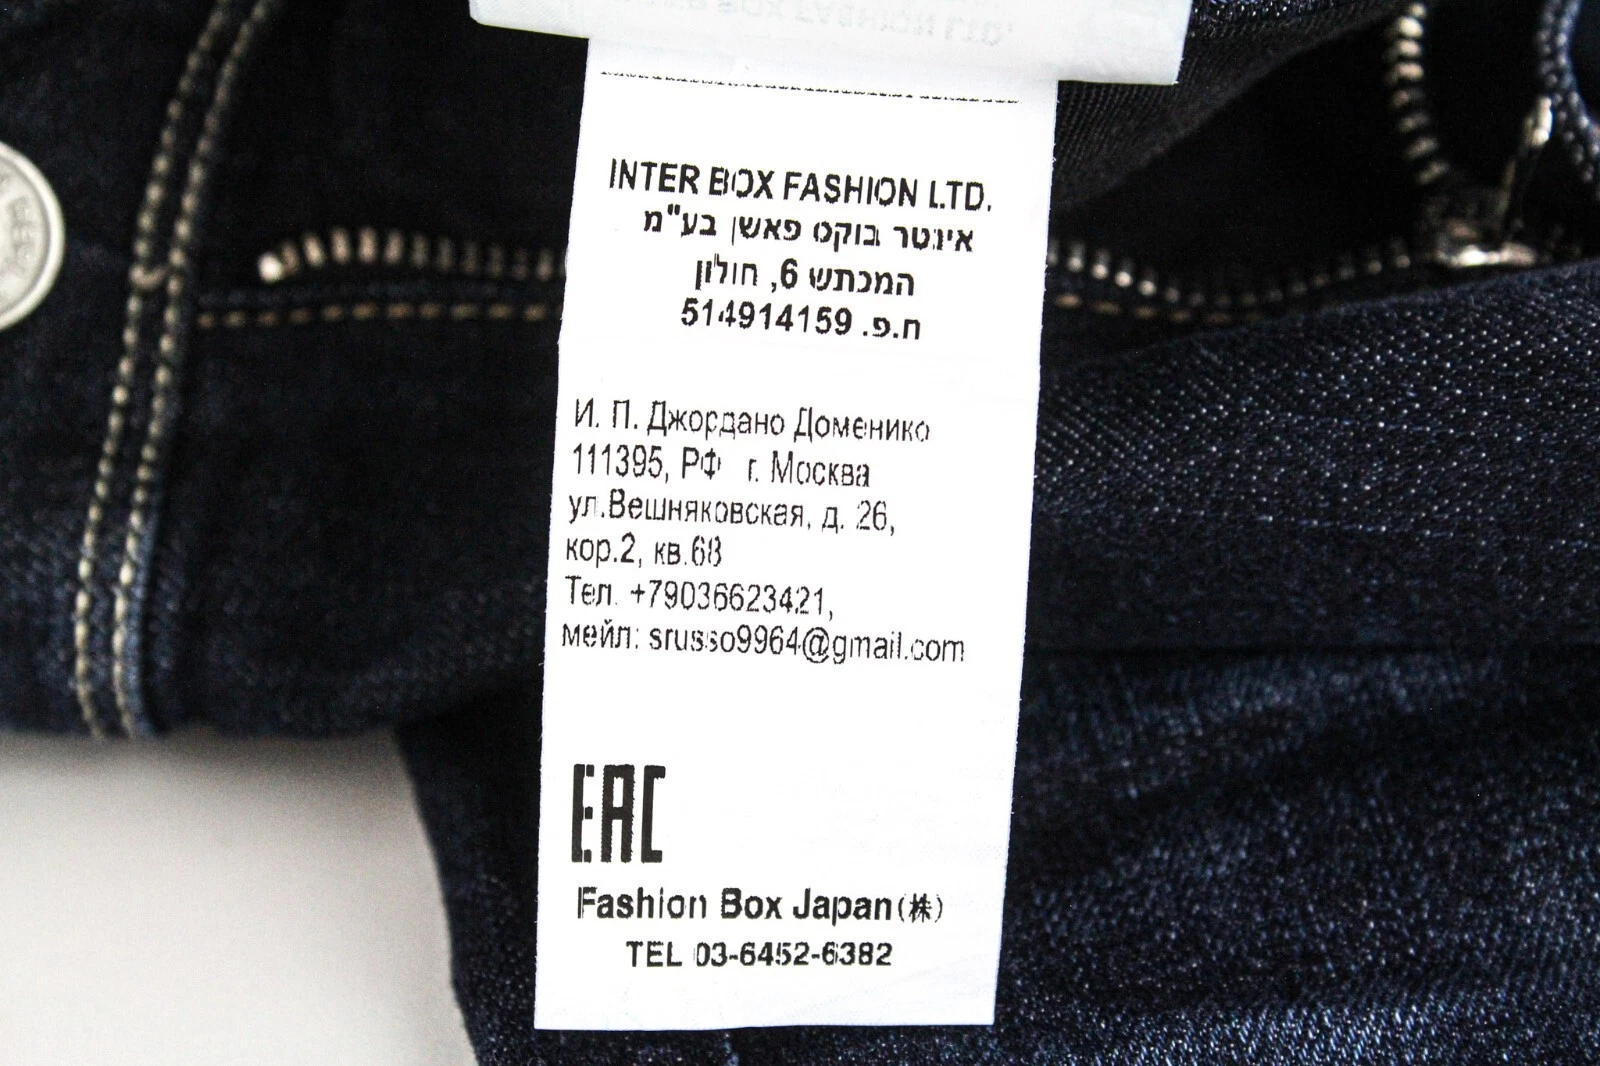 INTER BOX FASHION LTD.
אינטר בוקס פאשן בע"מ
המכתש 6, חולון
ח.פ. 514914159
И. П. Джордано Доменико
111395, РФ г. Москва
ул.Вешняковская, д. 26,
кор.2, кв.68
Тел. +79036623421,
мейл: srusso9964@gmail.com
EAC
Fashion Box Japan(株)
TEL 03-6452-6382